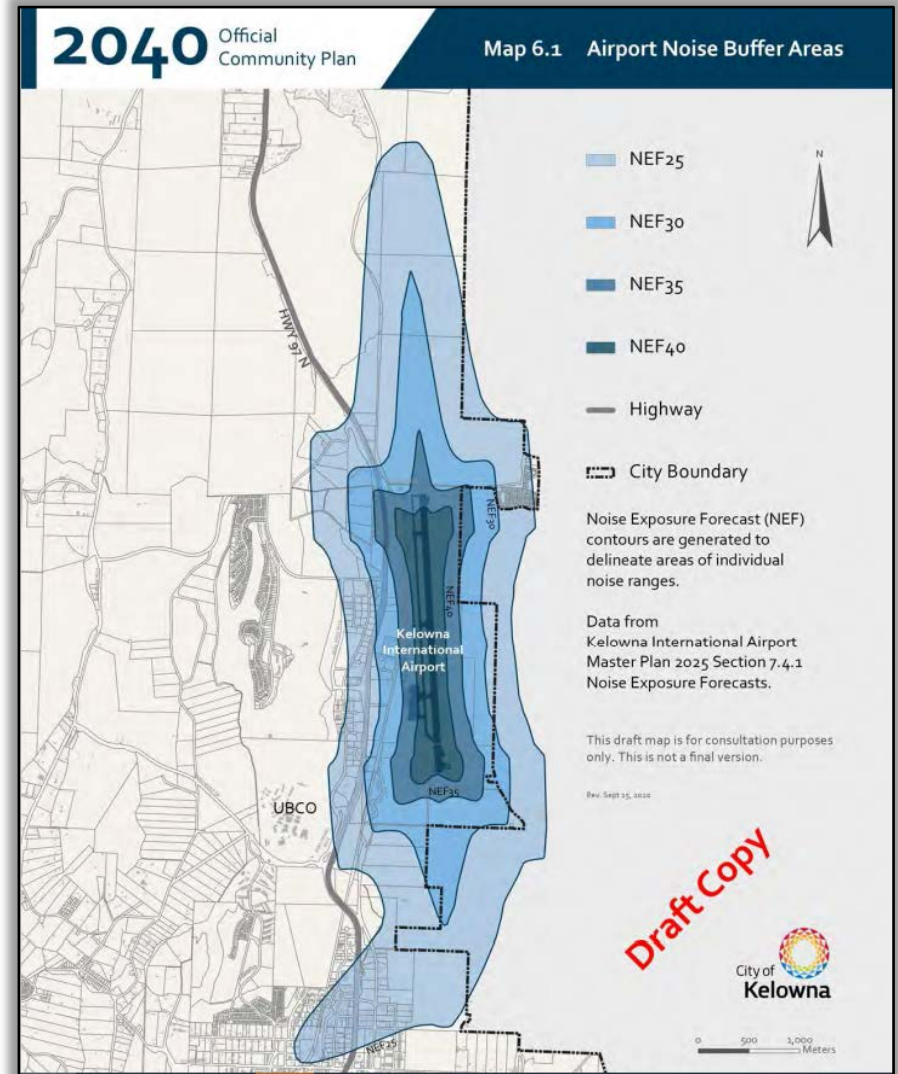 2040 Official
Community Plan
Map 6.1 Airport Noise Buffer Areas
NEF25
N
NEF30
NEF35
NEF40
Highway
City Boundary
Noise Exposure Forecast (NEF)
contours are generated to
delineate areas of individual
noise ranges.
Data from
Kelowna International Airport
Master Plan 2025 Section 7.4.1
Noise Exposure Forecasts.
This draft map is for consultation purposes
only. This is not a final version.
Rev. Sept 25, 2020
HWY 97 N
NEF30
NEF40
Kelowna
International
Airport
NEF35
UBCO
NEF25
Draft Copy
City of
Kelowna
0 500 1,000
Meters